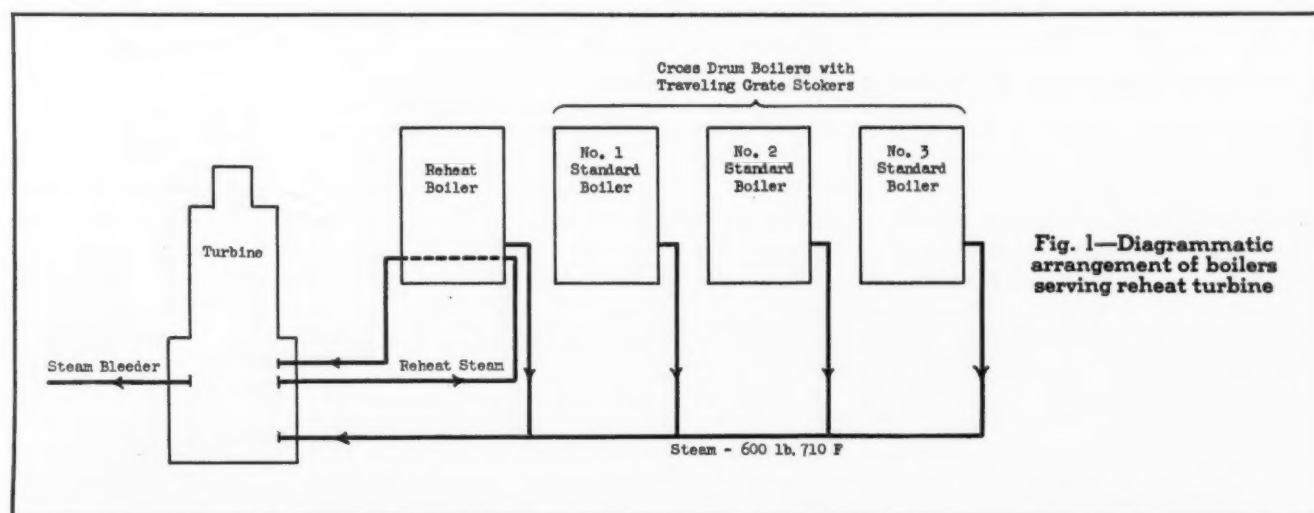 Cross Drum Boilers with
Traveling Grate Stokers
Reheat
Boiler
No. 1
Standard
Boiler
No. 2
Standard
Boiler
No. 3
Standard
Boiler
Turbine
Steam Bleeder
Reheat Steam
Steam - 600 lb, 710 F
Fig. 1—Diagrammatic
arrangement of boilers
serving reheat turbine